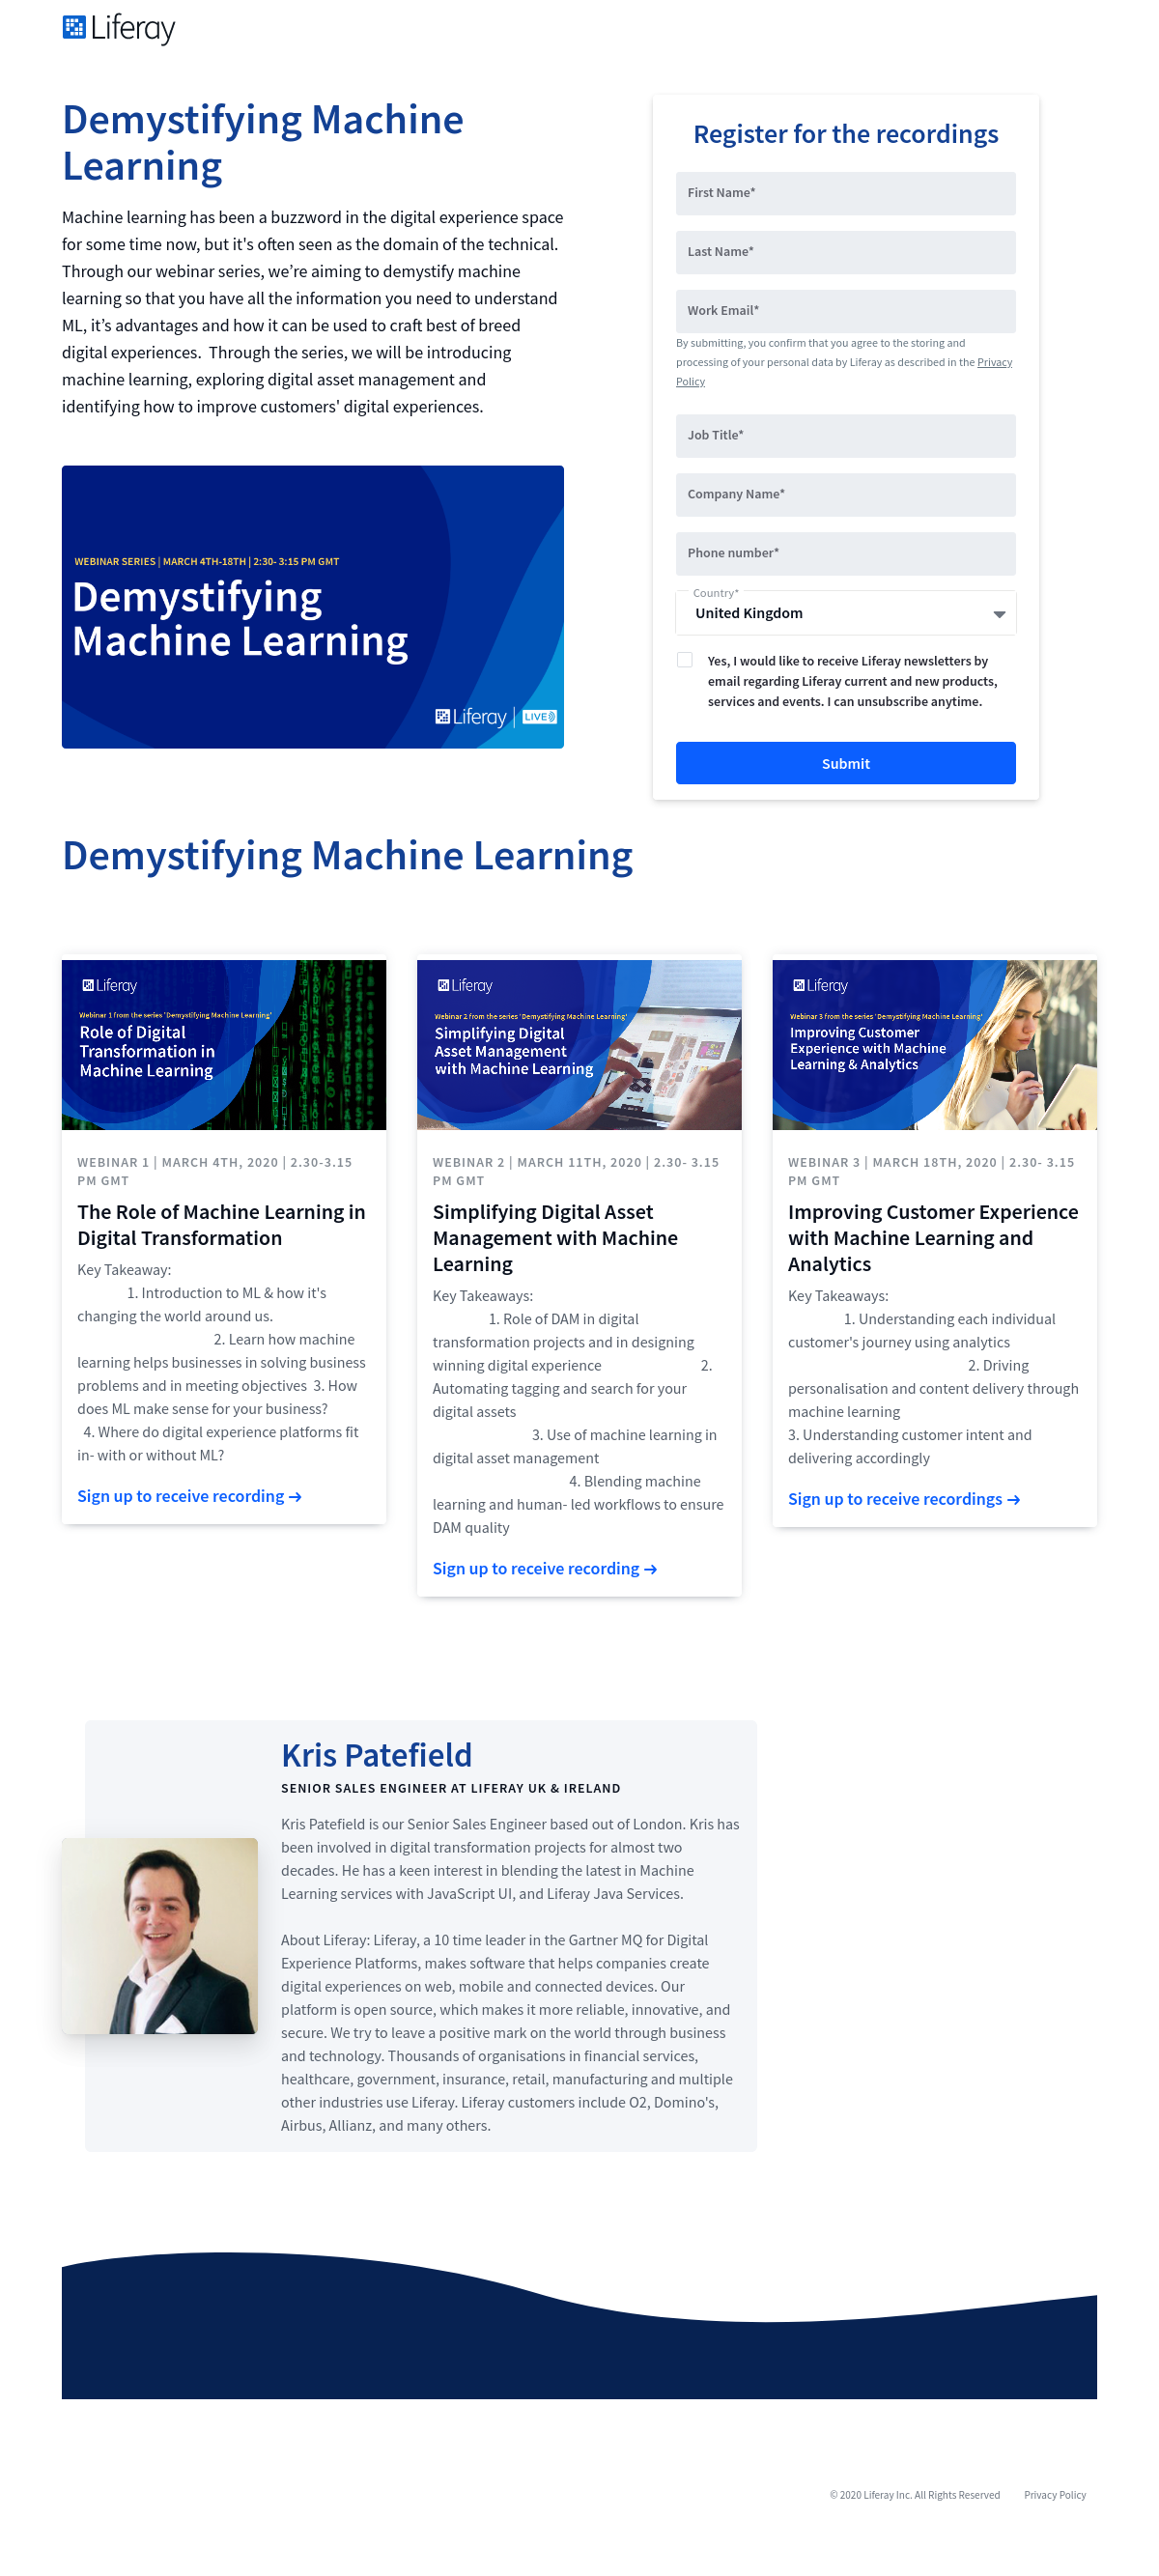 Liferay
Demystifying Machine
Learning
Machine learning has been a buzzword in the digital experience space
for some time now, but it's often seen as the domain of the technical.
Through our webinar series, we’re aiming to demystify machine
learning so that you have all the information you need to understand
ML, it’s advantages and how it can be used to craft best of breed
digital experiences.  Through the series, we will be introducing
machine learning, exploring digital asset management and
identifying how to improve customers' digital experiences.
WEBINAR SERIES | MARCH 4TH-18TH | 2:30- 3:15 PM GMT
Demystifying
Machine Learning
Liferay | LIVE
Register for the recordings
First Name*
Last Name*
Work Email*
By submitting, you confirm that you agree to the storing and
processing of your personal data by Liferay as described in the Privacy
Policy
Job Title*
Company Name*
Phone number*
Country*
United Kingdom
Yes, I would like to receive Liferay newsletters by
email regarding Liferay current and new products,
services and events. I can unsubscribe anytime.
Submit
Demystifying Machine Learning
Liferay
Webinar 1 from the series 'Demystifying Machine Learning'
Role of Digital
Transformation in
Machine Learning
WEBINAR 1 | MARCH 4TH, 2020 | 2.30-3.15
PM GMT
The Role of Machine Learning in
Digital Transformation
Key Takeaway:
1. Introduction to ML & how it's
changing the world around us.
2. Learn how machine
learning helps businesses in solving business
problems and in meeting objectives  3. How
does ML make sense for your business?
4. Where do digital experience platforms fit
in- with or without ML?
Sign up to receive recording →
Liferay
Webinar 2 from the series 'Demystifying Machine Learning'
Simplifying Digital
Asset Management
with Machine Learning
WEBINAR 2 | MARCH 11TH, 2020 | 2.30- 3.15
PM GMT
Simplifying Digital Asset
Management with Machine
Learning
Key Takeaways:
1. Role of DAM in digital
transformation projects and in designing
winning digital experience 2.
Automating tagging and search for your
digital assets
3. Use of machine learning in
digital asset management
4. Blending machine
learning and human- led workflows to ensure
DAM quality
Sign up to receive recording →
Liferay
Webinar 3 from the series 'Demystifying Machine Learning'
Improving Customer
Experience with Machine
Learning & Analytics
WEBINAR 3 | MARCH 18TH, 2020 | 2.30- 3.15
PM GMT
Improving Customer Experience
with Machine Learning and
Analytics
Key Takeaways:
1. Understanding each individual
customer's journey using analytics
2. Driving
personalisation and content delivery through
machine learning
3. Understanding customer intent and
delivering accordingly
Sign up to receive recordings →
Kris Patefield
SENIOR SALES ENGINEER AT LIFERAY UK & IRELAND
Kris Patefield is our Senior Sales Engineer based out of London. Kris has
been involved in digital transformation projects for almost two
decades. He has a keen interest in blending the latest in Machine
Learning services with JavaScript UI, and Liferay Java Services.
About Liferay: Liferay, a 10 time leader in the Gartner MQ for Digital
Experience Platforms, makes software that helps companies create
digital experiences on web, mobile and connected devices. Our
platform is open source, which makes it more reliable, innovative, and
secure. We try to leave a positive mark on the world through business
and technology. Thousands of organisations in financial services,
healthcare, government, insurance, retail, manufacturing and multiple
other industries use Liferay. Liferay customers include O2, Domino's,
Airbus, Allianz, and many others.
© 2020 Liferay Inc. All Rights Reserved Privacy Policy